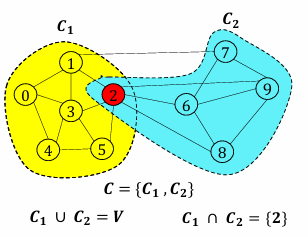 C₁ C₂
1 7
0 2 9
3 6
4 5 8
C = {C₁ , C₂}
C₁ ∪ C₂ = V C₁ ∩ C₂ = {2}